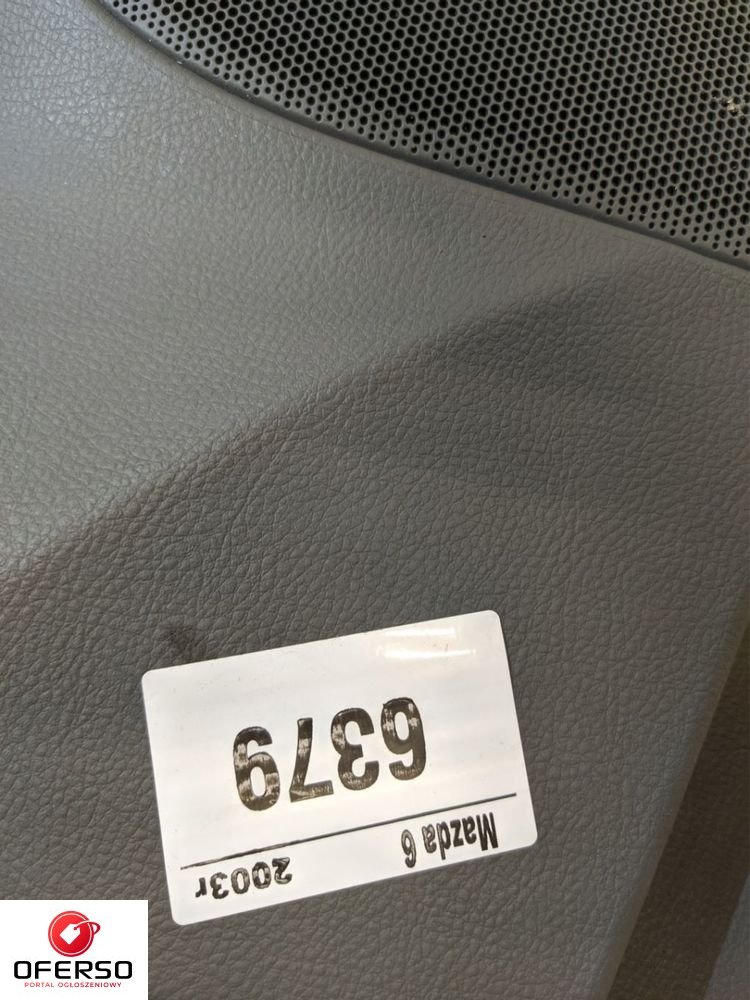 Mazda 6 2003r
6379
OFERSO
PORTAL OGŁOSZENIOWY